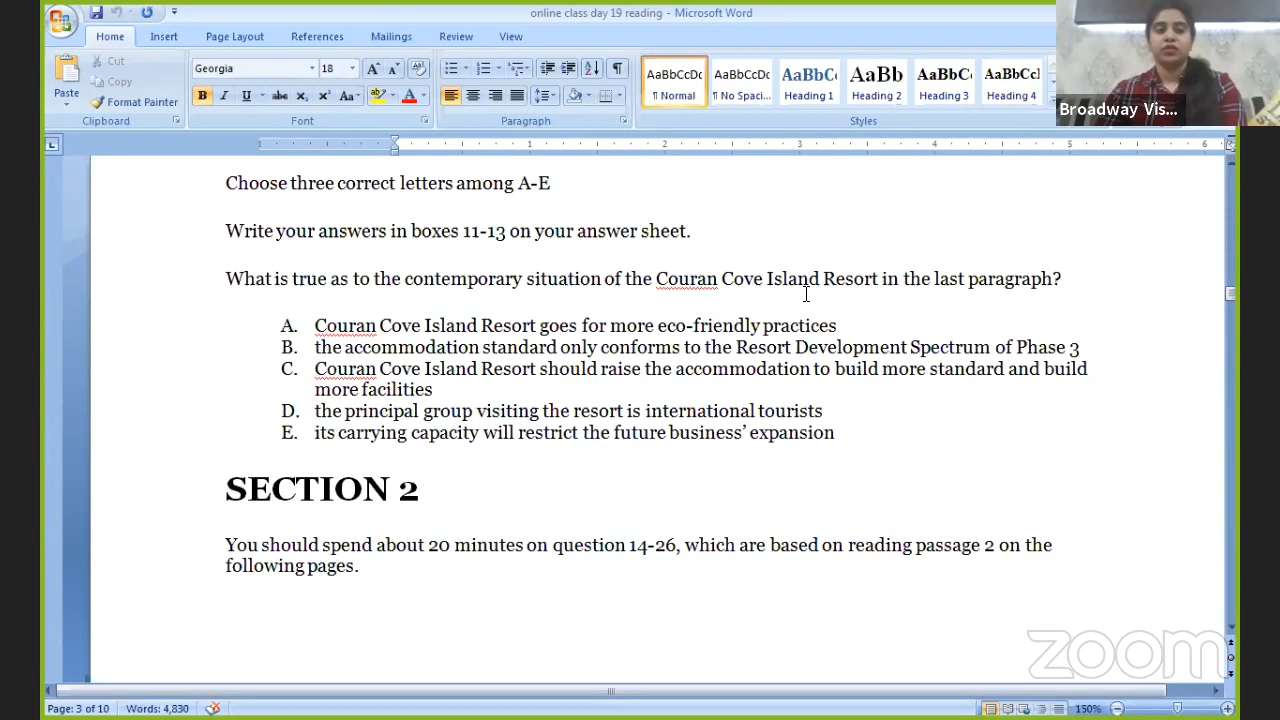 online class day 19 reading - Microsoft Word
Home Insert Page Layout References Mailings Review View
Paste
Cut
Copy
Format Painter
Clipboard
Georgia 18
Font
Paragraph
AaBbCcDc AaBbCcDc AaBbC AaBb AaBbC AaBbCcI
¶ Normal ¶ No Spaci... Heading 1 Heading 2 Heading 3 Heading 4
Styles
Broadway Vis...
Choose three correct letters among A-E
Write your answers in boxes 11-13 on your answer sheet.
What is true as to the contemporary situation of the Couran Cove Island Resort in the last paragraph?
A. Couran Cove Island Resort goes for more eco-friendly practices
B. the accommodation standard only conforms to the Resort Development Spectrum of Phase 3
C. Couran Cove Island Resort should raise the accommodation to build more standard and build
more facilities
D. the principal group visiting the resort is international tourists
E. its carrying capacity will restrict the future business’ expansion
SECTION 2
You should spend about 20 minutes on question 14-26, which are based on reading passage 2 on the
following pages.
zoom
Page: 3 of 10 Words: 4,830 150%